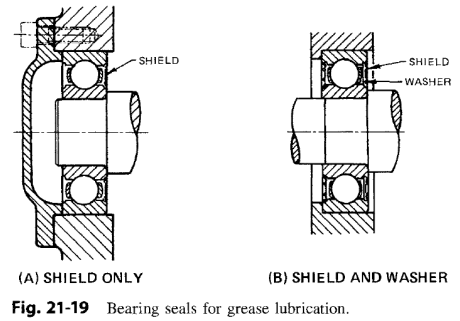 SHIELD
SHIELD
WASHER
(A) SHIELD ONLY
(B) SHIELD AND WASHER
Fig. 21-19 Bearing seals for grease lubrication.